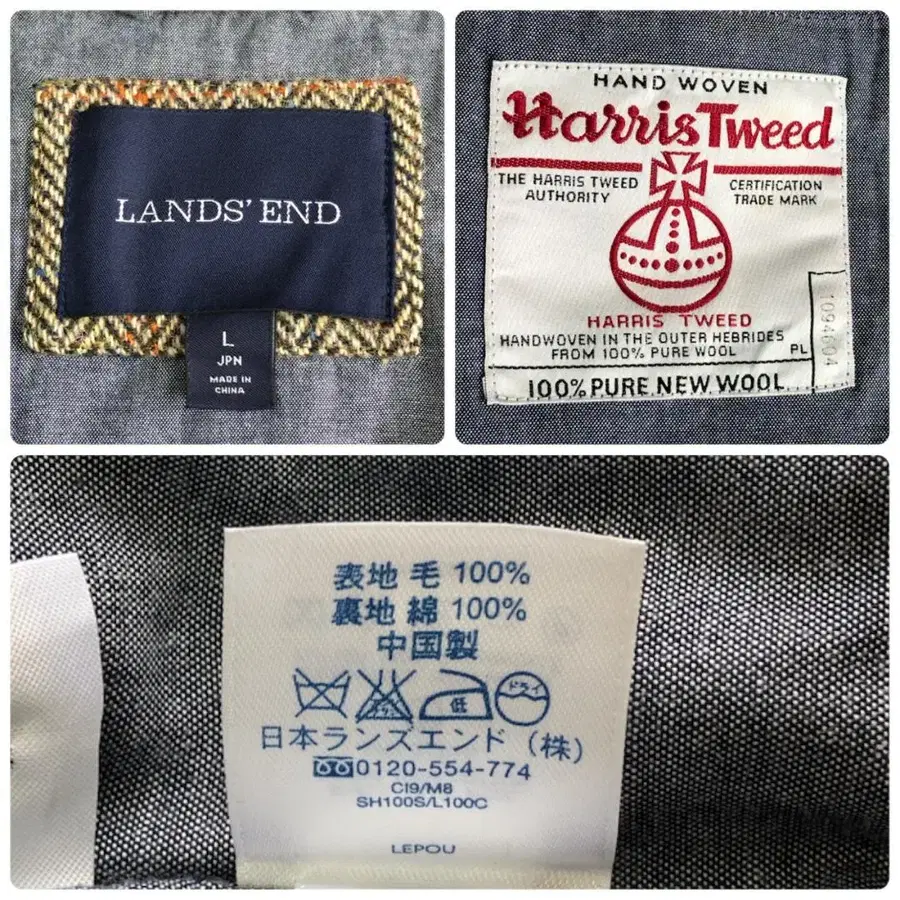 LANDS' END
L
JPN
MADE IN
CHINA
HAND WOVEN
Harris Tweed
THE HARRIS TWEED
AUTHORITY
CERTIFICATION
TRADE MARK
HARRIS TWEED
HANDWOVEN IN THE OUTER HEBRIDES
FROM 100% PURE WOOL
PL
100% PURE NEW WOOL
表地 毛 100%
裏地 綿 100%
中国製
低
ドライ
日本ランズエンド (株)
0120-554-774
CI9/M8
SH100S/L100C
LEPOU